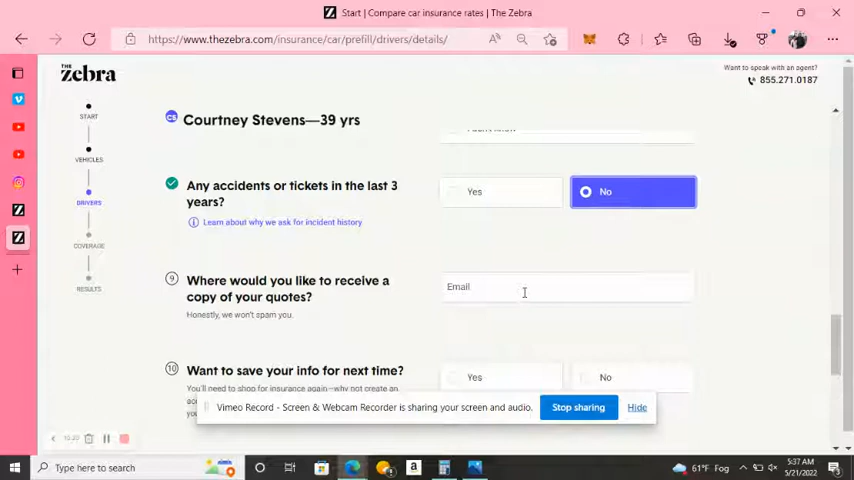 Start | Compare car insurance rates | The Zebra
https://www.thezebra.com/insurance/car/prefill/drivers/details/
THE
zebra
Want to speak with an agent?
855.271.0187
START
VEHICLES
DRIVERS
COVERAGE
RESULTS
CS
Courtney Stevens—39 yrs
Any accidents or tickets in the last 3
years?
Yes
No
Learn about why we ask for incident history
9
Where would you like to receive a
copy of your quotes?
Email
Honestly, we won't spam you.
10
Want to save your info for next time?
Yes
No
You'll need to shop for insurance again—why not create an
Vimeo Record - Screen & Webcam Recorder is sharing your screen and audio.
Stop sharing
Hide
Type here to search
61°F Fog
5:37 AM
5/21/2022